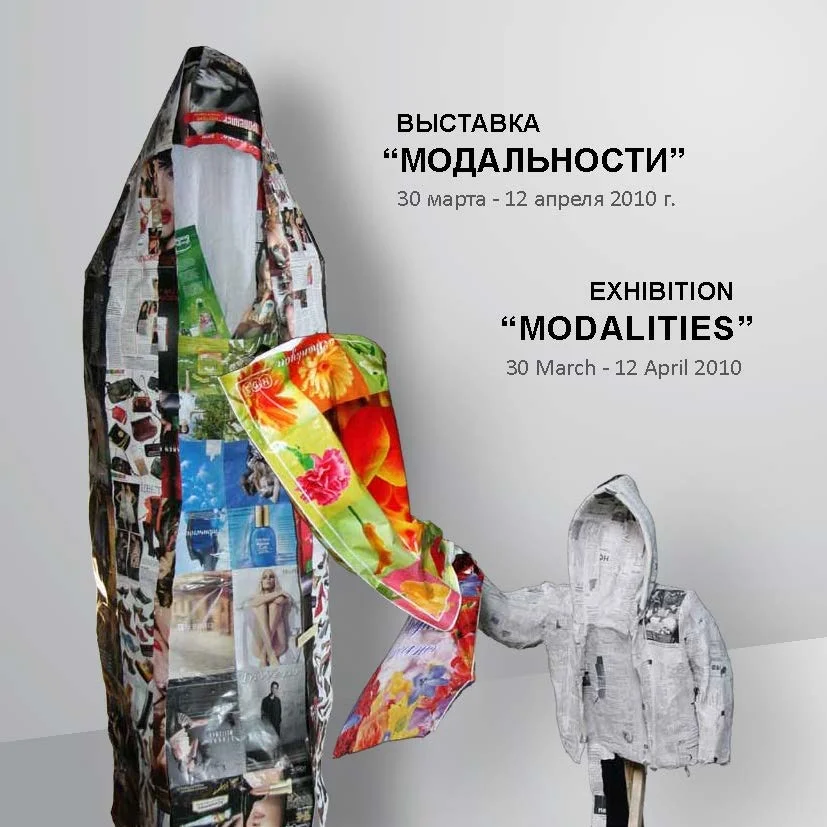 ВЫСТАВКА
“МОДАЛЬНОСТИ”
30 марта - 12 апреля 2010 г.
EXHIBITION
“MODALITIES”
30 March - 12 April 2010